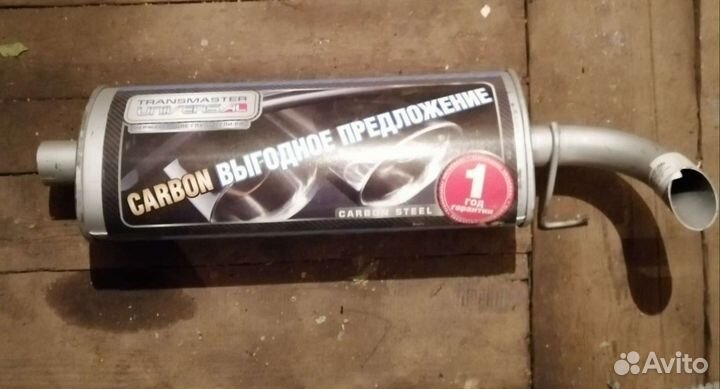 TRANSMASTER
UNIVERSAL
CARBON ВЫГОДНОЕ ПРЕДЛОЖЕНИЕ
CARBON STEEL
1
ГОД
гарантии
Avito